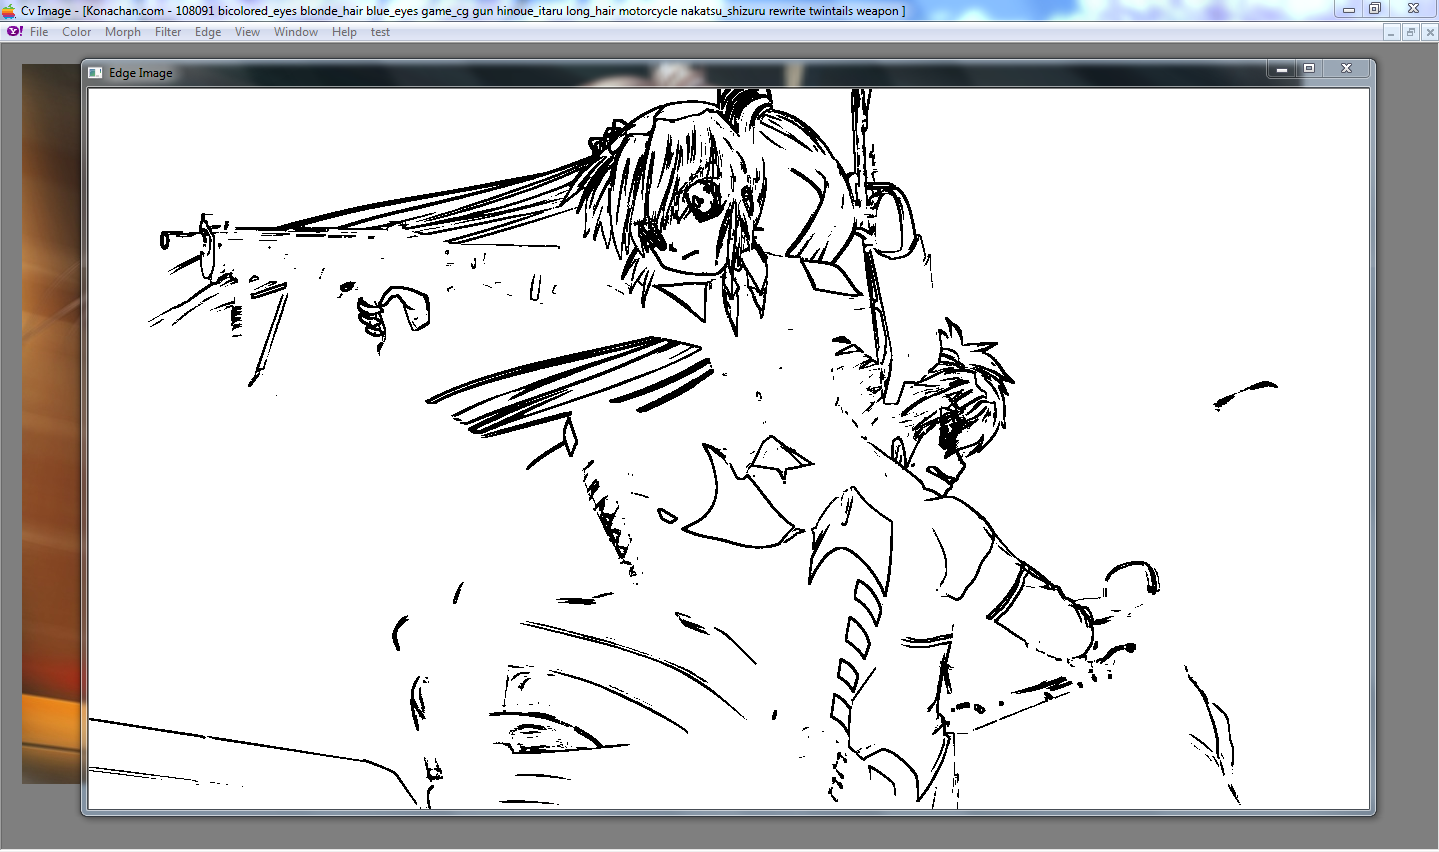 Cv Image - [Konachan.com - 108091 bicolored_eyes blonde_hair blue_eyes game_cg gun hinoue_itaru long_hair motorcycle nakatsu_shizuru rewrite twintails weapon ]
Y! File Color Morph Filter Edge View Window Help test
Edge Image